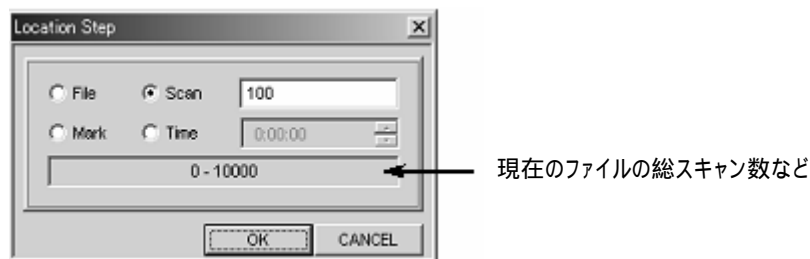 Location Step
File Scan 100
Mark Time 0:00:00
0 - 10000
現在のファイルの総スキャン数など
OK CANCEL